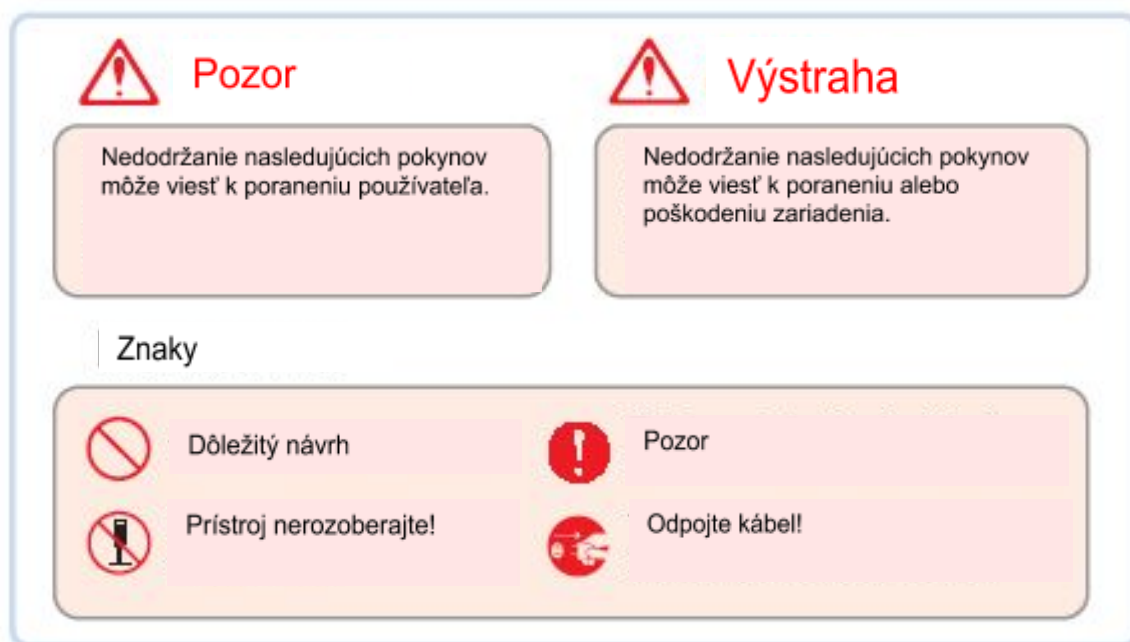 Pozor
Nedodržanie nasledujúcich pokynov
môže viesť k poraneniu používateľa.
Výstraha
Nedodržanie nasledujúcich pokynov
môže viesť k poraneniu alebo
poškodeniu zariadenia.
Znaky
Dôležitý návrh
Pozor
Prístroj nerozoberajte!
Odpojte kábel!